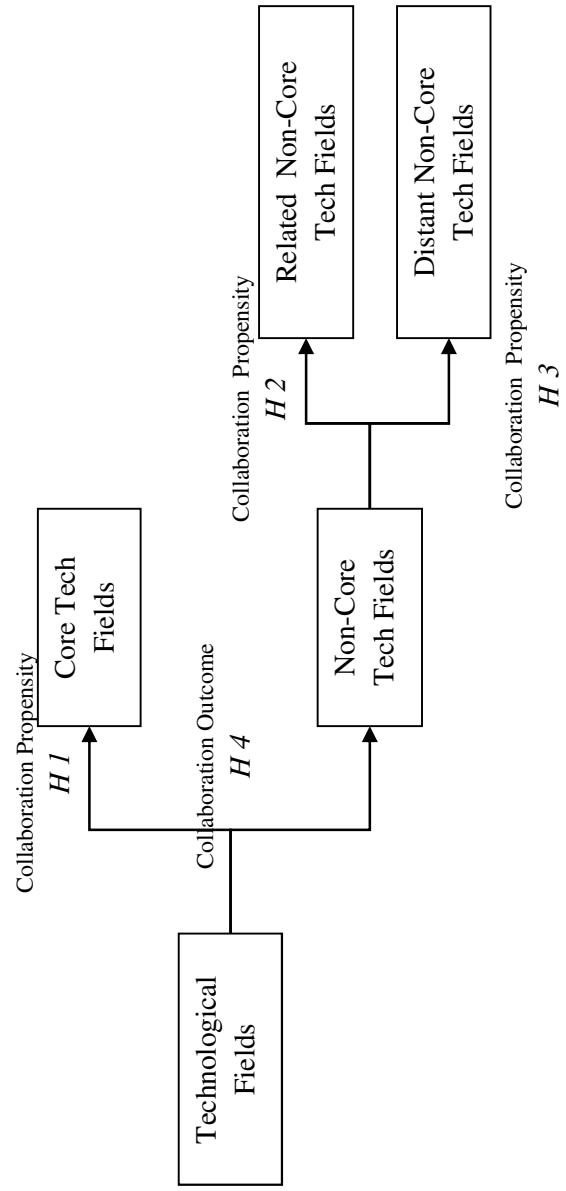 Technological
Fields
Collaboration Propensity
H 1
Core Tech
Fields
Collaboration Outcome
H 4
Non-Core
Tech Fields
Collaboration Propensity
H 2
Related Non-Core
Tech Fields
Distant Non-Core
Tech Fields
Collaboration Propensity
H 3